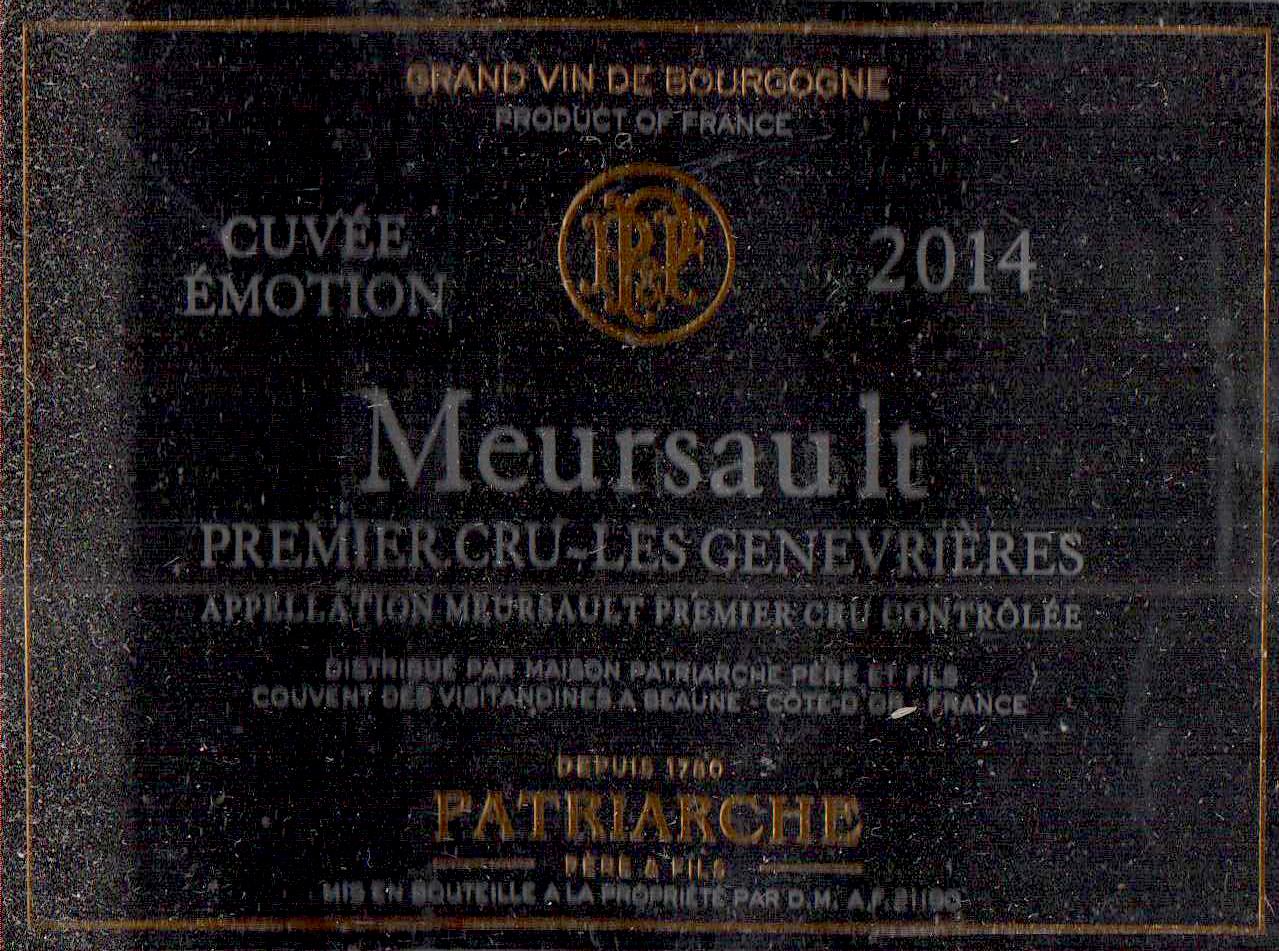 GRAND VIN DE BOURGOGNE
PRODUCT OF FRANCE
CUVÉE
ÉMOTION
2014
Meursault
PREMIER CRU-LES GENEVRIÈRES
APPELLATION MEURSAULT PREMIER CRU CONTRÔLÉE
DISTRIBUÉ PAR MAISON PATRIARCHE PÈRE ET FILS
COUVENT DES VISITANDINES A BEAUNE - CÔTE-D'OR - FRANCE
DEPUIS 1780
PATRIARCHE
PÈRE & FILS
MIS EN BOUTEILLE A LA PROPRIÉTÉ PAR D.M. A.F. 21190